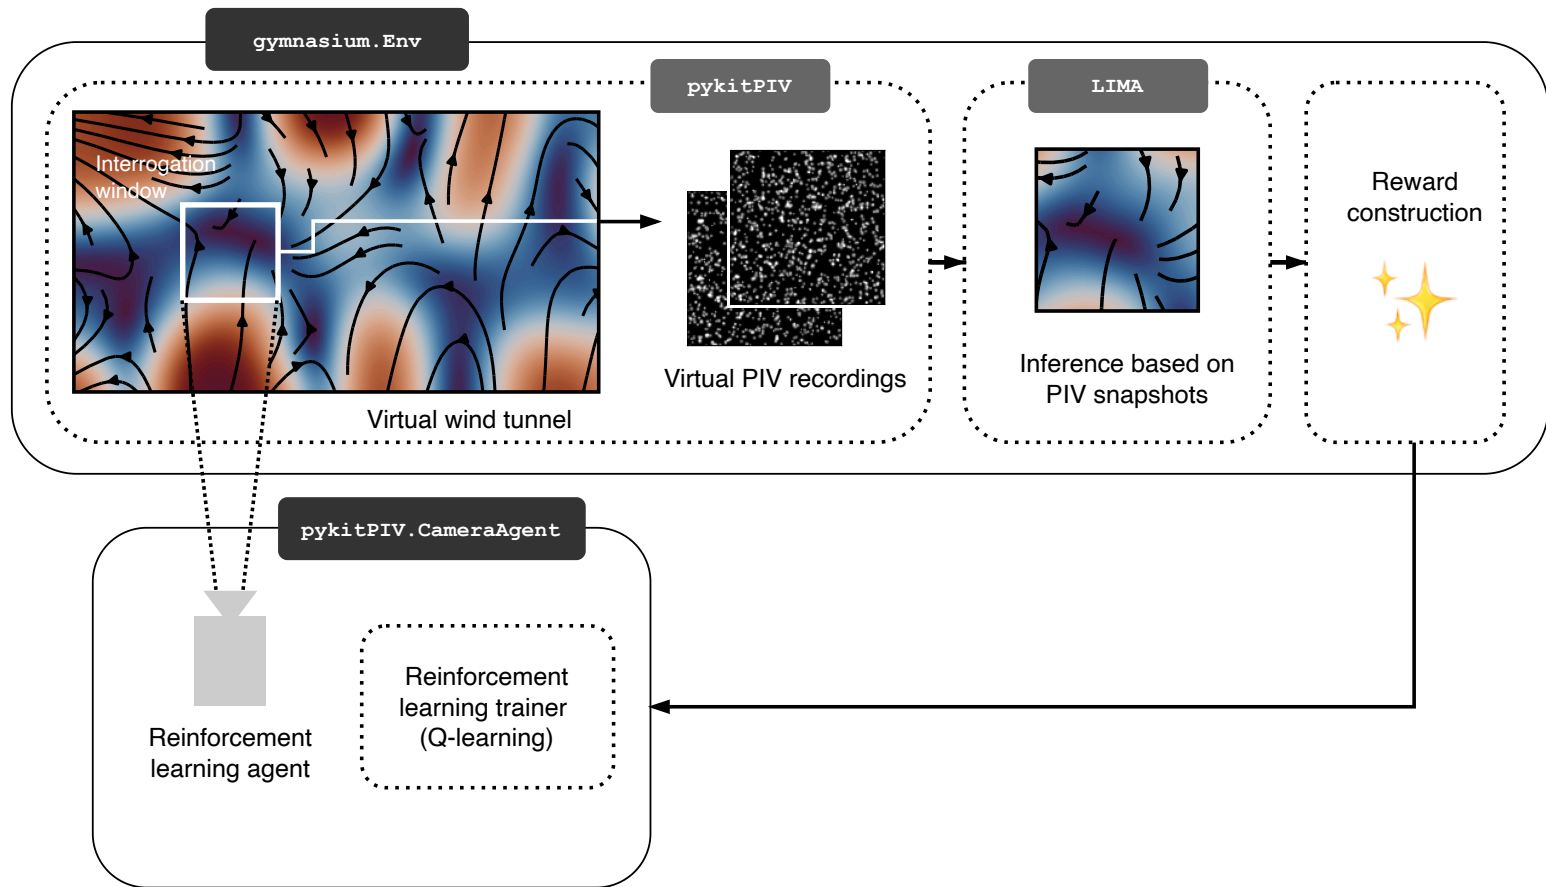 gymnasium.Env
pykitPIV
LIMA
Interrogation
window
Virtual wind tunnel
Virtual PIV recordings
Inference based on
PIV snapshots
Reward
construction
pykitPIV.CameraAgent
Reinforcement
learning agent
Reinforcement
learning trainer
(Q-learning)